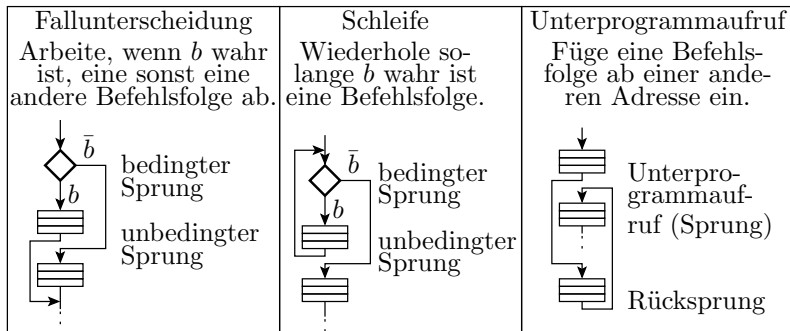 Fallunterscheidung
Arbeite, wenn b wahr
ist, eine sonst eine
andere Befehlsfolge ab.
b̄
bedingter
Sprung
b
unbedingter
Sprung
Schleife
Wiederhole so-
lange b wahr ist
eine Befehlsfolge.
b̄
bedingter
Sprung
b
unbedingter
Sprung
Unterprogrammaufruf
Füge eine Befehls-
folge ab einer ande-
ren Adresse ein.
Unterpro-
grammauf-
ruf (Sprung)
Rücksprung